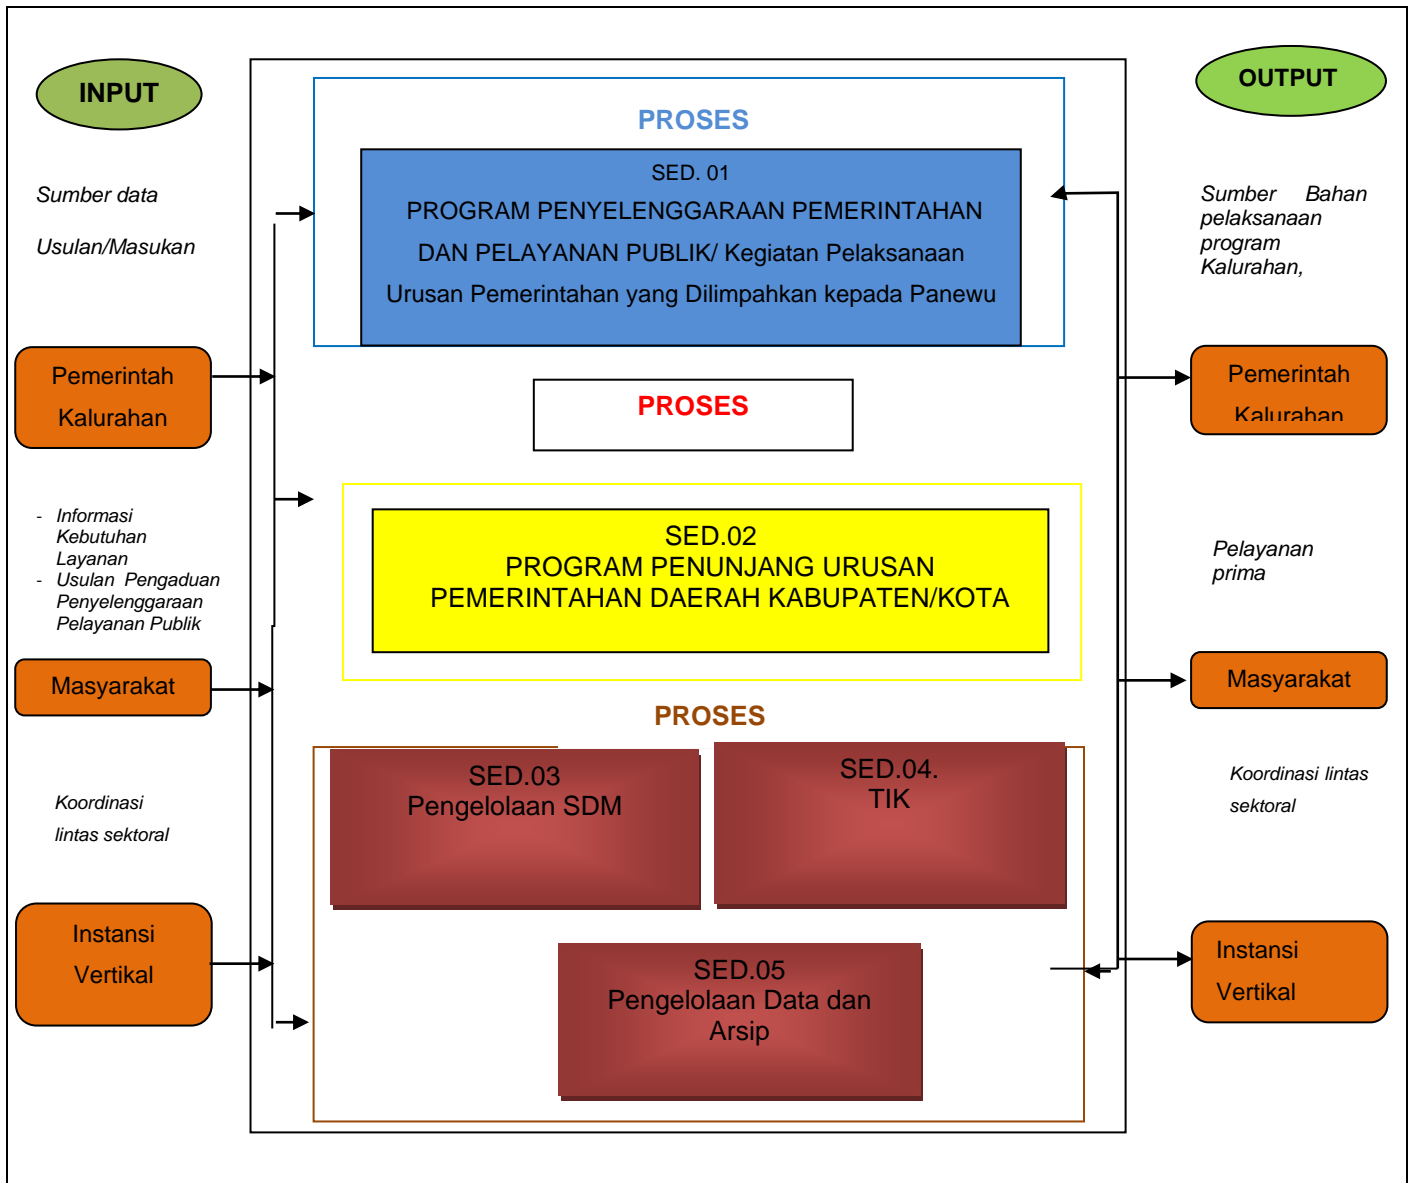 INPUT
Sumber data
Usulan/Masukan
Pemerintah
Kalurahan
- Informasi
Kebutuhan
Layanan
- Usulan Pengaduan
Penyelenggaraan
Pelayanan Publik
Masyarakat
Koordinasi
lintas sektoral
Instansi
Vertikal
PROSES
SED. 01
PROGRAM PENYELENGGARAAN PEMERINTAHAN
DAN PELAYANAN PUBLIK/ Kegiatan Pelaksanaan
Urusan Pemerintahan yang Dilimpahkan kepada Panewu
PROSES
SED.02
PROGRAM PENUNJANG URUSAN
PEMERINTAHAN DAERAH KABUPATEN/KOTA
PROSES
SED.03
Pengelolaan SDM
SED.04.
TIK
SED.05
Pengelolaan Data dan
Arsip
OUTPUT
Sumber Bahan
pelaksanaan
program
Kalurahan,
Pemerintah
Kalurahan
Pelayanan
prima
Masyarakat
Koordinasi lintas
sektoral
Instansi
Vertikal